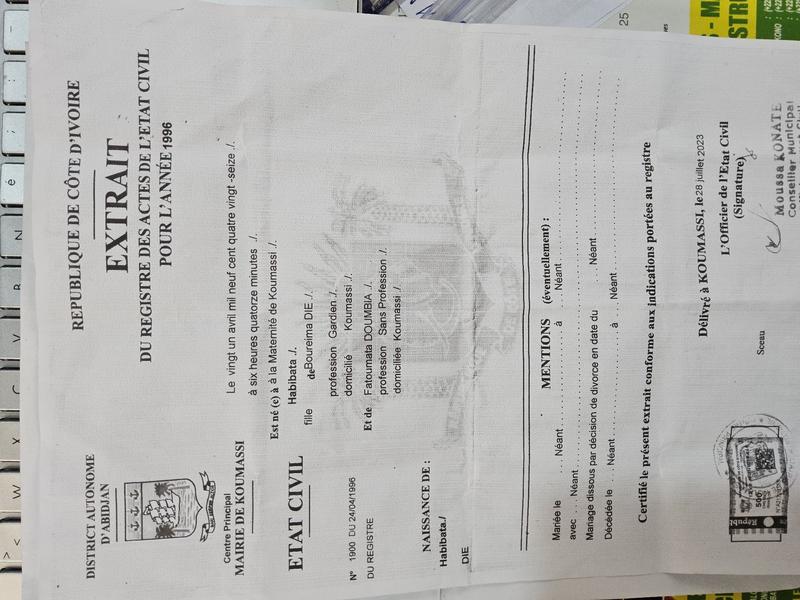 DISTRICT AUTONOME
D'ABIDJAN
Centre Principal
MAIRIE DE KOUMASSI
ETAT CIVIL
N° 1900 DU 24/04/1996
DU REGISTRE
NAISSANCE DE :
Habibata./
DIE
REPUBLIQUE DE CÔTE D'IVOIRE
EXTRAIT
DU REGISTRE DES ACTES DE L'ETAT CIVIL
POUR L'ANNÉE 1996
Le vingt un avril mil neuf cent quatre vingt -seize ./.
à six heures quatorze minutes ./.
Est né (e) à à la Maternité de Koumassi ./.
Habibata ./.
fille de Boureima DIE ./.
profession Gardien ./.
domicilié Koumassi ./.
Et de Fatoumata DOUMBIA ./.
profession Sans Profession ./.
domiciliée Koumassi ./.
MENTIONS (éventuellement) :
Mariée le ... Néant ... à ... Néant
avec ... Néant
Mariage dissous par décision de divorce en date du ... Néant
Décédée le ... Néant ... à ... Néant
Certifié le présent extrait conforme aux indications portées au registre
Délivré à KOUMASSI, le 28 juillet 2023
L'Officier de l'Etat Civil
(Signature)
Sceau
Moussa KONATE
Conseiller Municipal
500
Républ
25